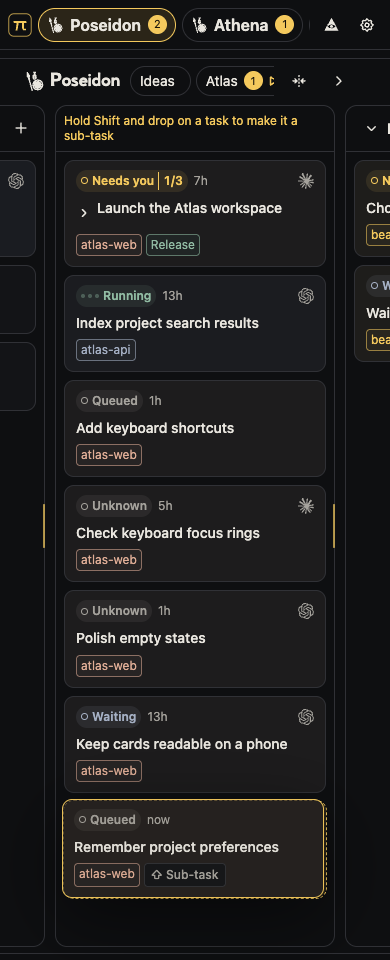 π Poseidon 2 Athena 1
Poseidon Ideas Atlas 1
Hold Shift and drop on a task to make it a
sub-task
Needs you 1/3 7h
Launch the Atlas workspace
atlas-web Release
Running 13h
Index project search results
atlas-api
Queued 1h
Add keyboard shortcuts
atlas-web
Unknown 5h
Check keyboard focus rings
atlas-web
Unknown 1h
Polish empty states
atlas-web
Waiting 13h
Keep cards readable on a phone
atlas-web
Queued now
Remember project preferences
atlas-web Sub-task
N
Cho
bea
W
Wai
bea